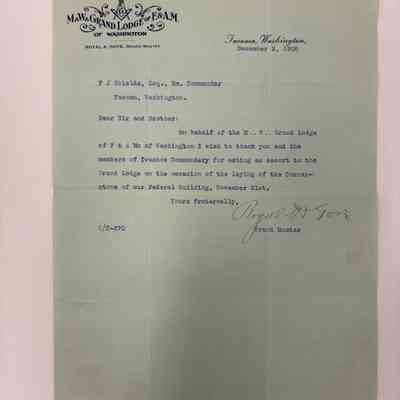 M.W. GRAND LODGE OF F.& A.M.
OF WASHINGTON
ROYAL A. GOVE, GRAND MASTER
Tacoma, Washington,
December 2, 1908
F J Shields, Esq., Em. Commander
Tacoma, Washington.
Dear Sir and Brother:
On behalf of the M. W. Grand Lodge
of F & A M of Washington I wish to thank you and the
members of Ivanhoe Commandery for acting as escort to the
Grand Lodge on the occasion of the laying of the Corner-
stone of our Federal Building, November 21st.
Yours fraternally,
Royal A Gove
Grand Master